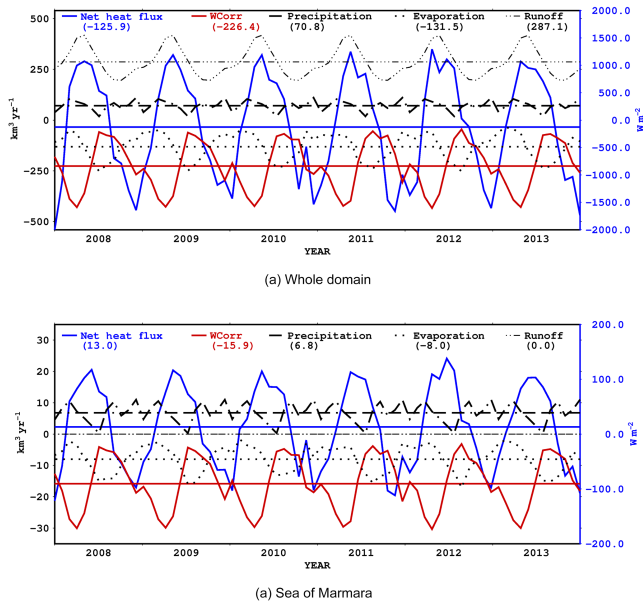 Net heat flux WCorr Precipitation Evaporation Runoff
(−125.9) (−226.4) (70.8) (−131.5) (287.1)
500
250
0
−250
−500
km³ yr⁻¹
2000.0
1500.0
1000.0
500.0
0.0
−500.0
−1000.0
−1500.0
−2000.0
W m⁻²
2008 2009 2010 2011 2012 2013
YEAR
(a) Whole domain
Net heat flux WCorr Precipitation Evaporation Runoff
(13.0) (−15.9) (6.8) (−8.0) (0.0)
30
20
10
0
−10
−20
−30
km³ yr⁻¹
200.0
100.0
0.0
−100.0
−200.0
W m⁻²
2008 2009 2010 2011 2012 2013
YEAR
(a) Sea of Marmara